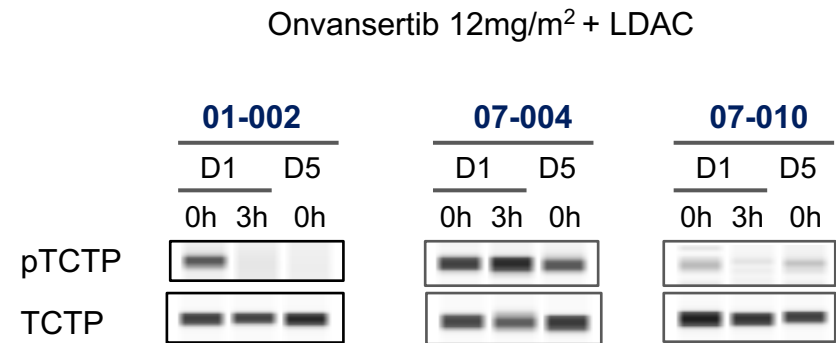 Onvansertib 12mg/m² + LDAC
01-002 07-004 07-010
D1 D5 D1 D5 D1 D5
0h 3h 0h 0h 3h 0h 0h 3h 0h
pTCTP
TCTP